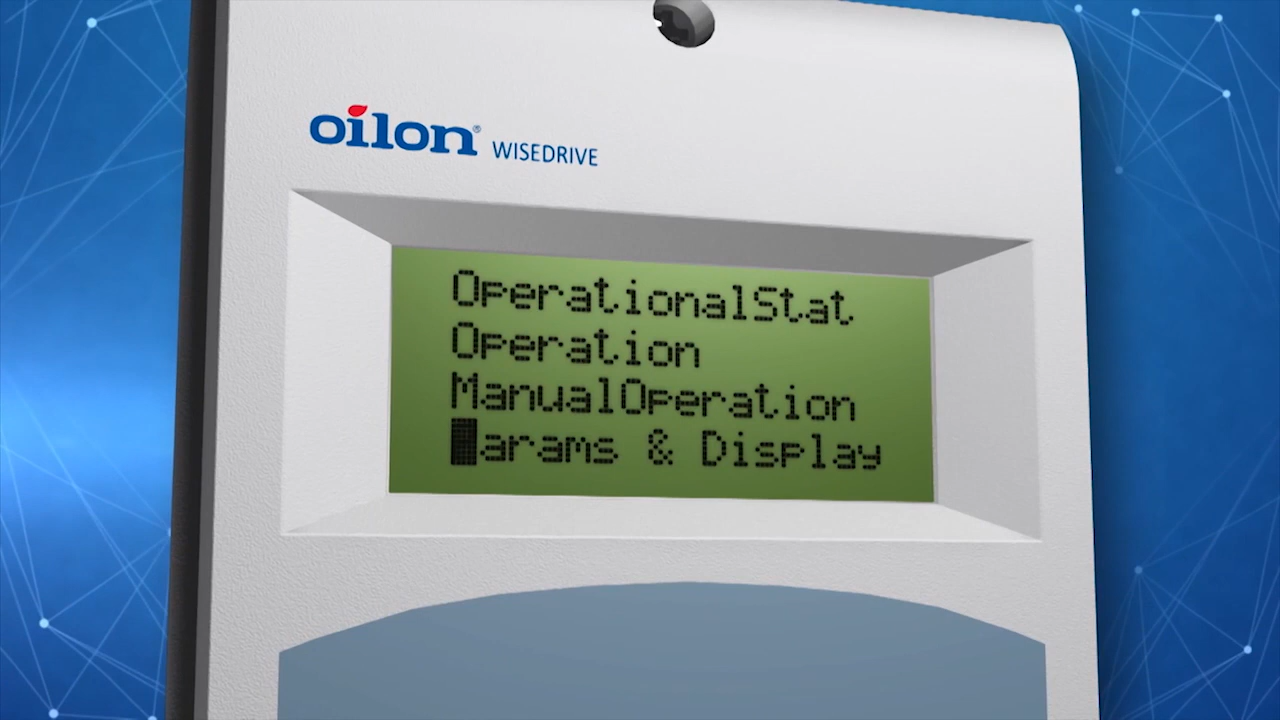 oilon® WISEDRIVE
OperationalStat
Operation
ManualOperation
arams & Display